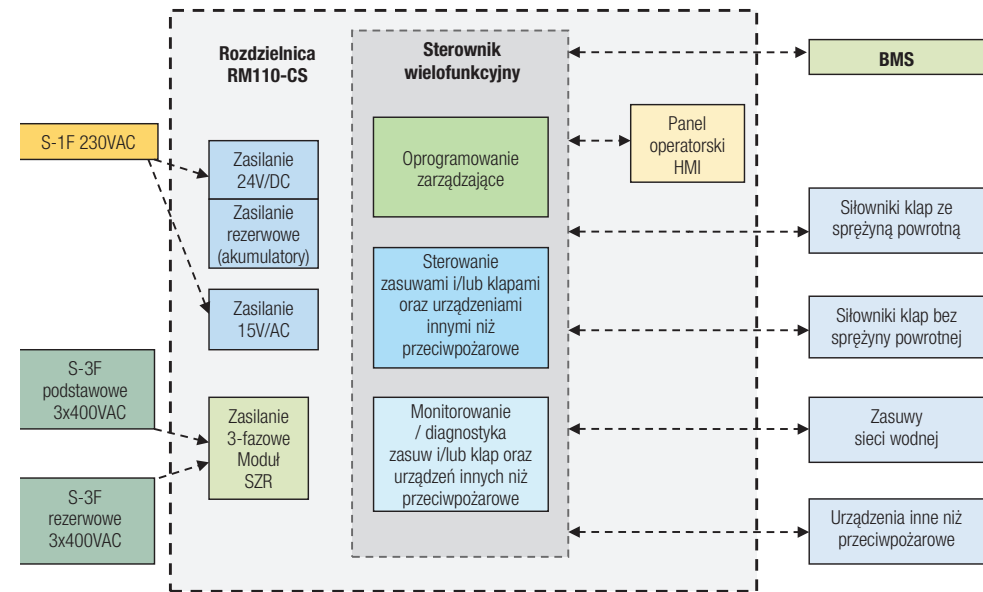 Rozdzielnica
RM110-CS
Sterownik
wielofunkcyjny
BMS
S-1F 230VAC
Zasilanie
24V/DC
Zasilanie
rezerwowe
(akumulatory)
Zasilanie
15V/AC
S-3F
podstawowe
3x400VAC
S-3F
rezerwowe
3x400VAC
Zasilanie
3-fazowe
Moduł
SZR
Oprogramowanie
zarządzające
Sterowanie
zasuwami i/lub klapami
oraz urządzeniami
innymi niż
przeciwpożarowe
Monitorowanie
/ diagnostyka
zasuw i/lub klap oraz
urządzeń innych niż
przeciwpożarowe
Panel
operatorski
HMI
Siłowniki klap ze
sprężyną powrotną
Siłowniki klap bez
sprężyny powrotnej
Zasuwy
sieci wodnej
Urządzenia inne niż
przeciwpożarowe